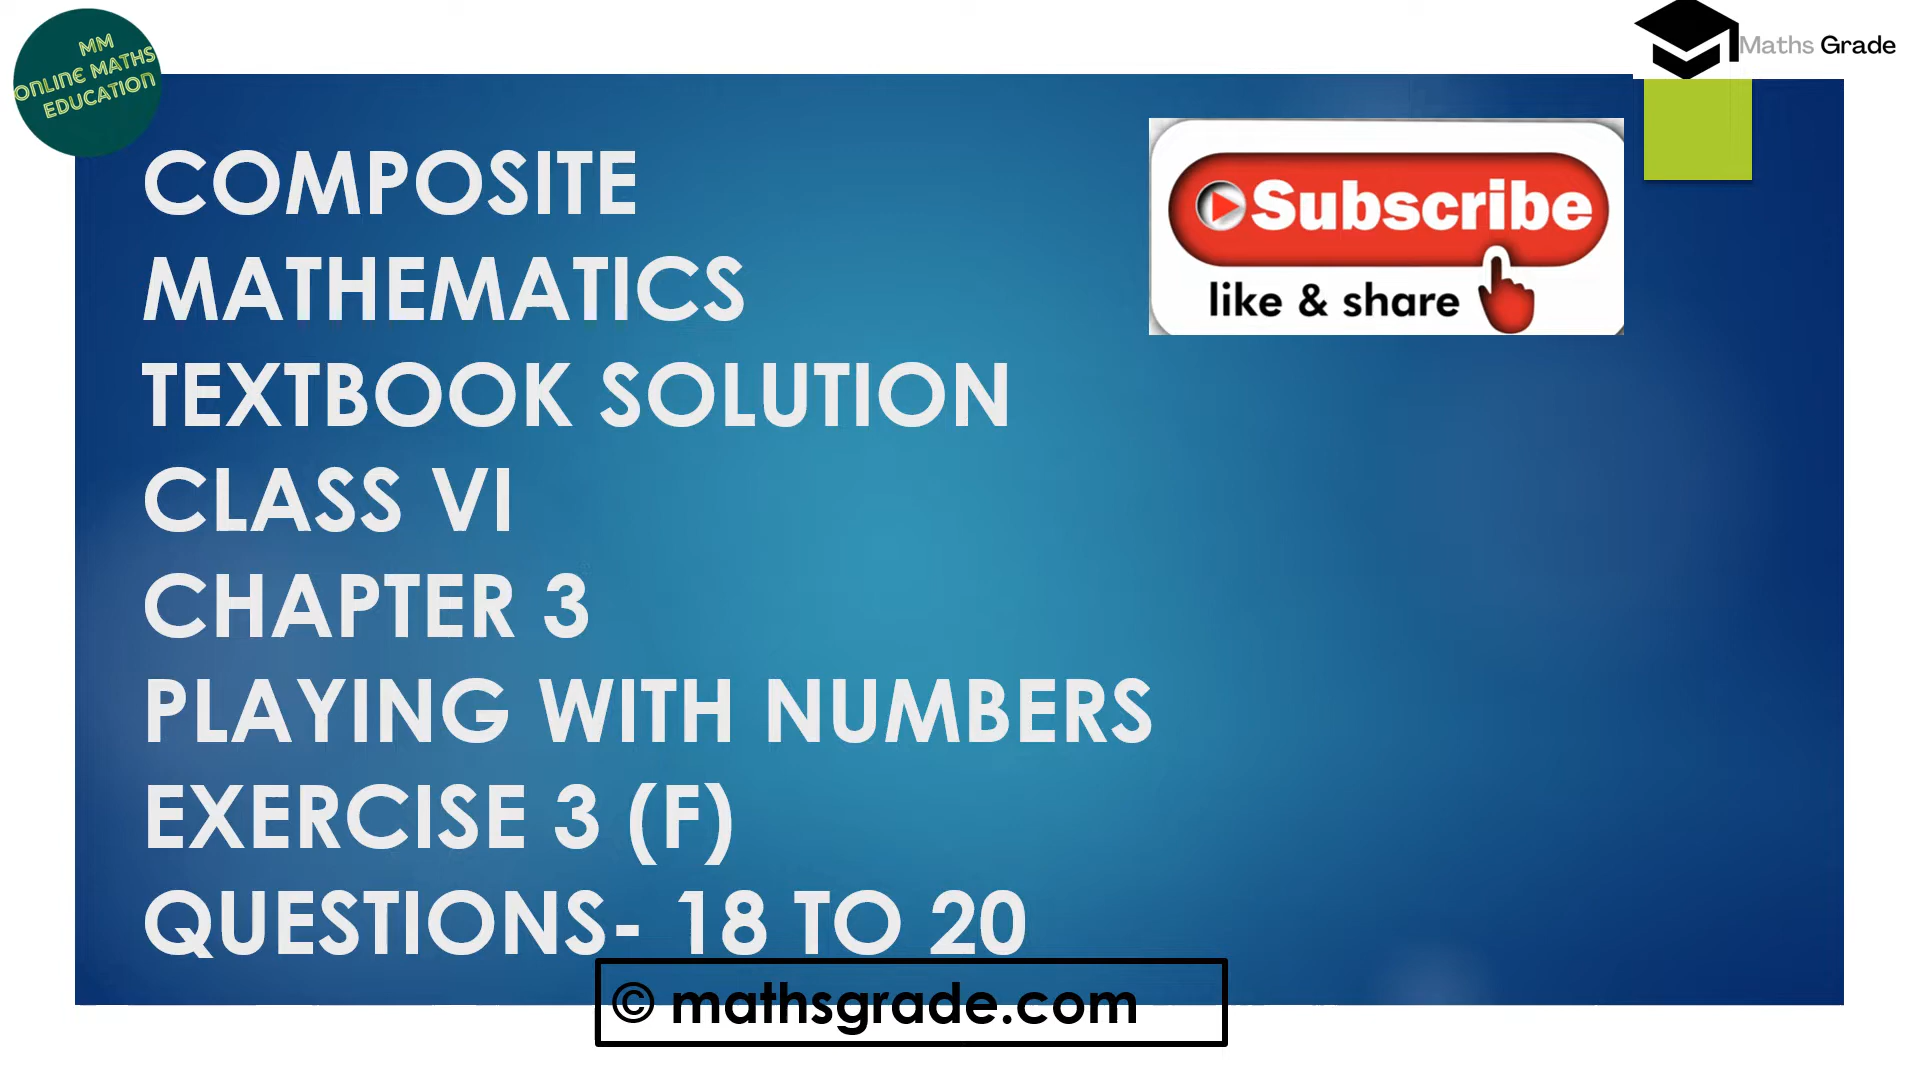 MM
ONLINE MATHS
EDUCATION
Maths Grade
COMPOSITE
MATHEMATICS
TEXTBOOK SOLUTION
CLASS VI
CHAPTER 3
PLAYING WITH NUMBERS
EXERCISE 3 (F)
QUESTIONS- 18 TO 20
Subscribe
like & share
© mathsgrade.com